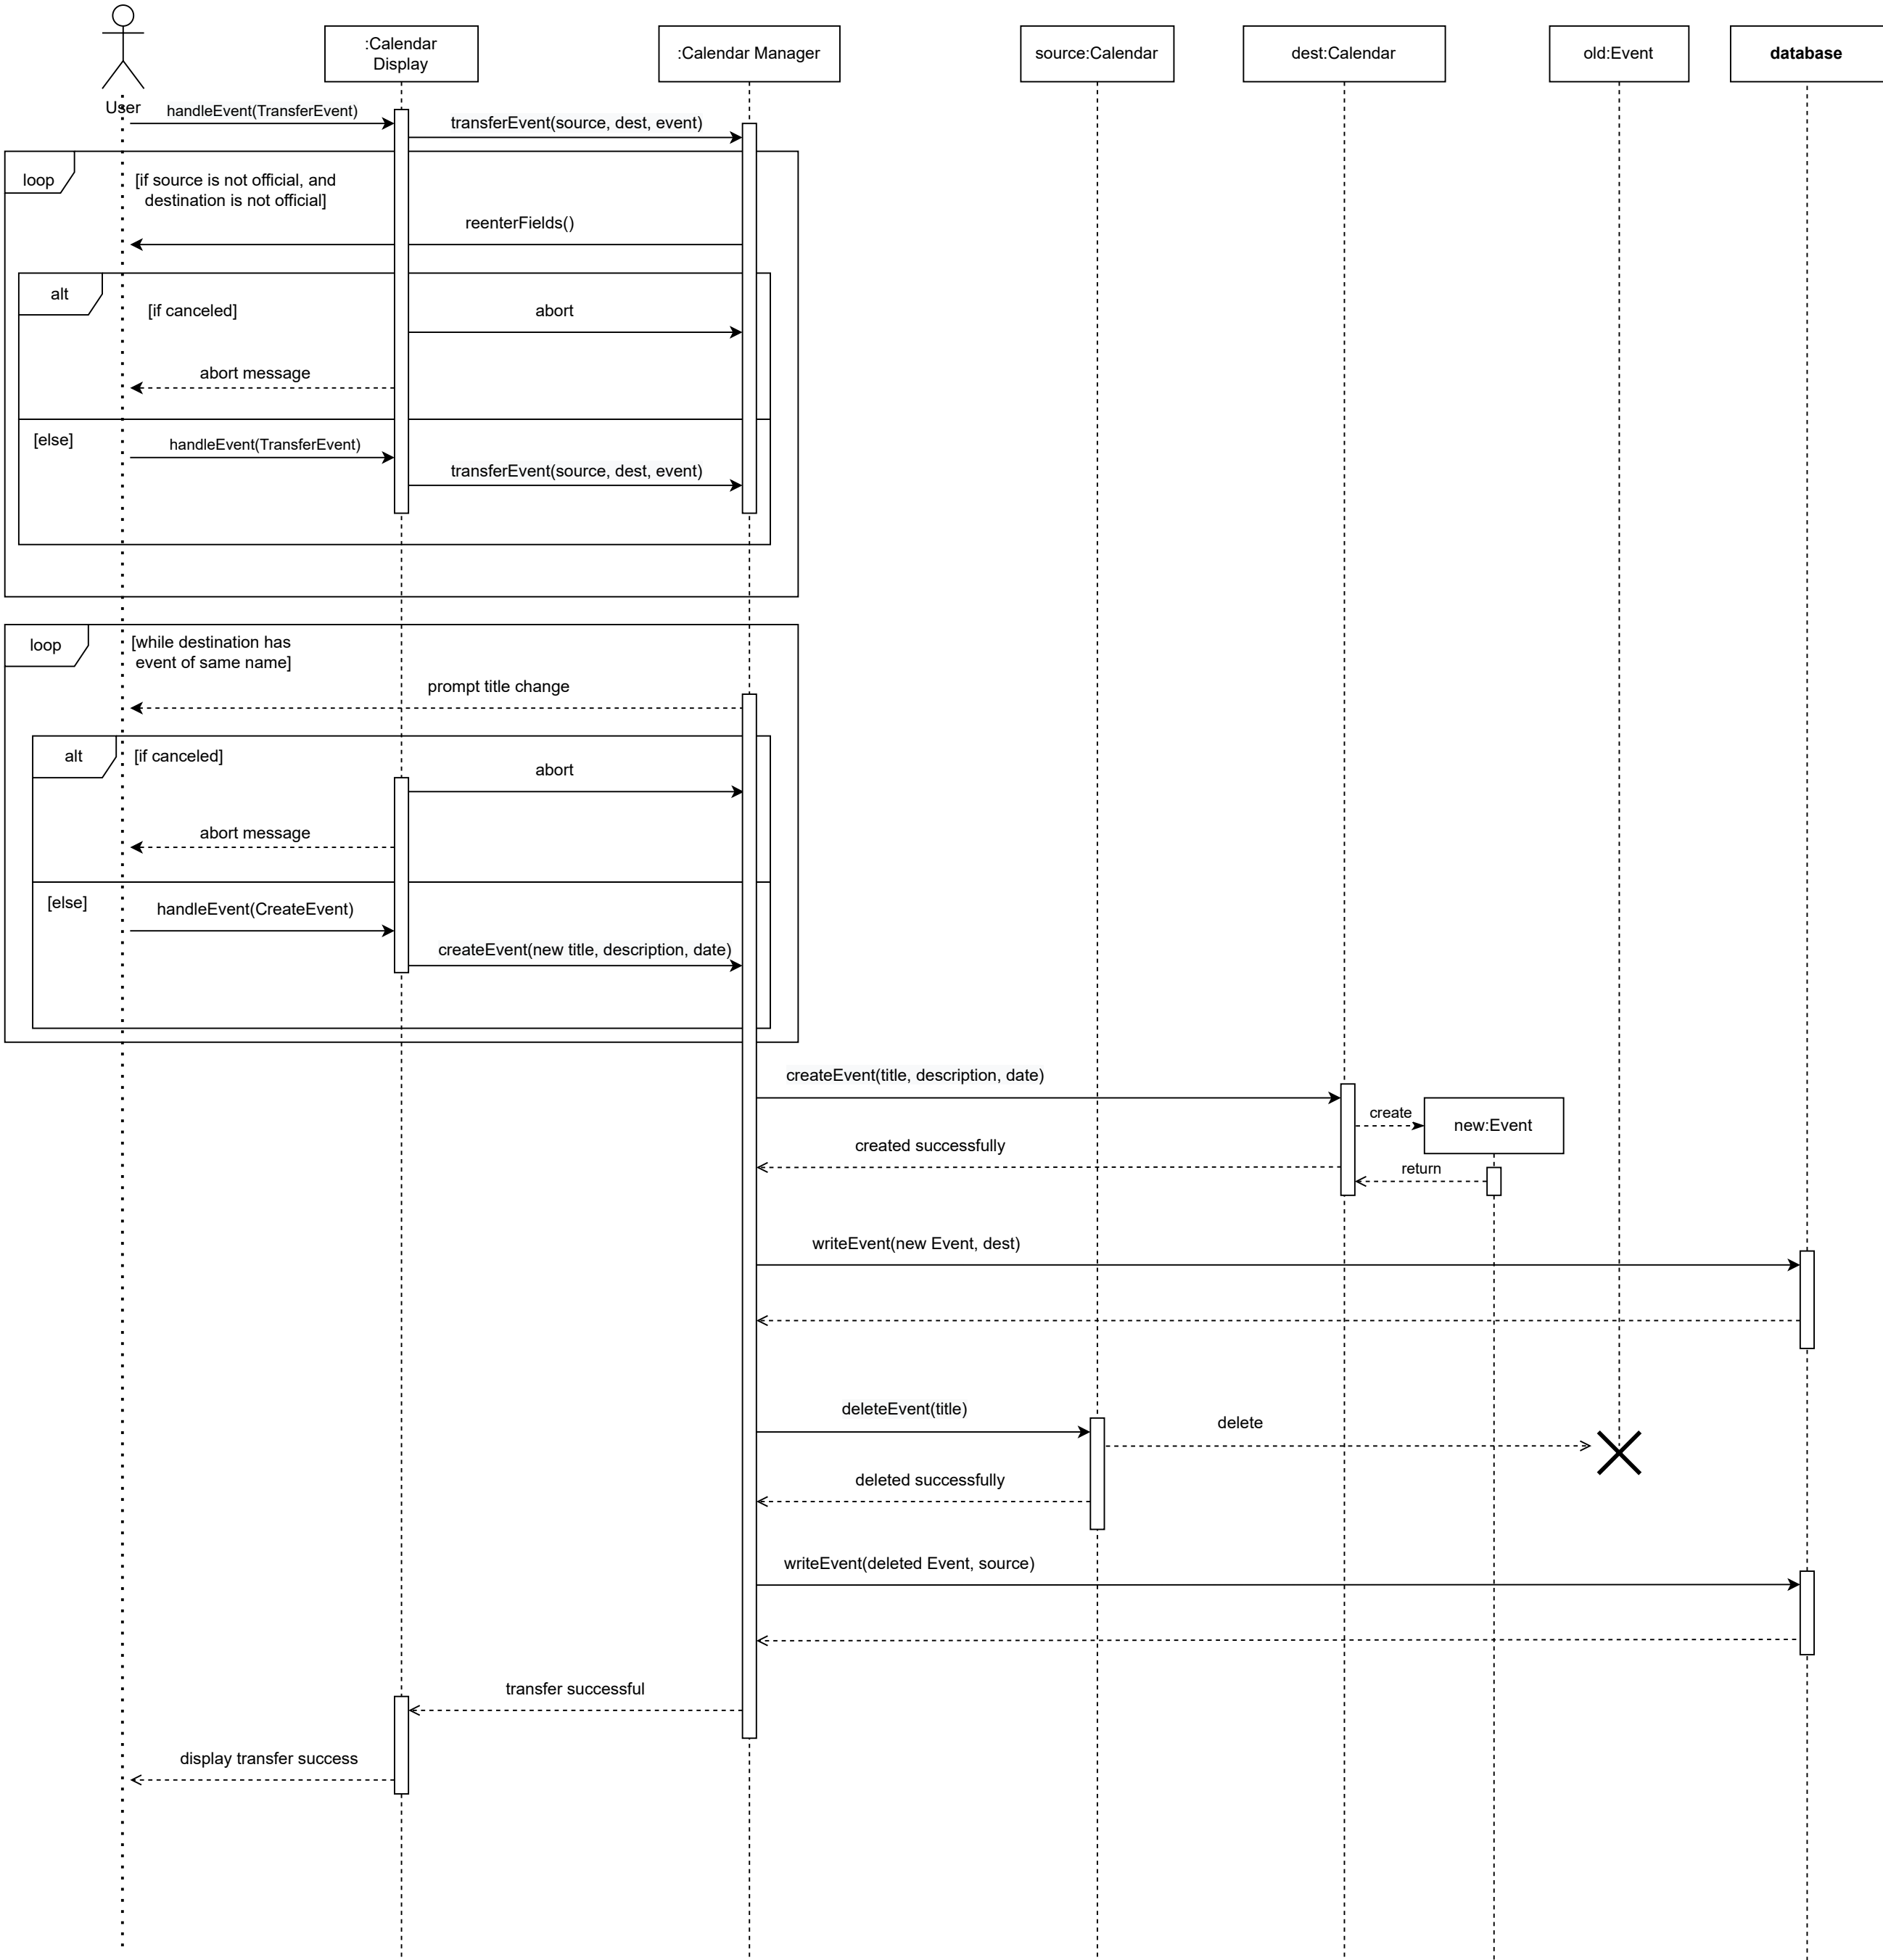 :Calendar
Display
:Calendar Manager
source:Calendar
dest:Calendar
old:Event
database
User
handleEvent(TransferEvent)
transferEvent(source, dest, event)
loop
[if source is not official, and
destination is not official]
reenterFields()
alt
[if canceled]
abort
abort message
[else]
handleEvent(TransferEvent)
transferEvent(source, dest, event)
loop
[while destination has
event of same name]
prompt title change
alt
[if canceled]
abort
abort message
[else]
handleEvent(CreateEvent)
createEvent(new title, description, date)
createEvent(title, description, date)
create
new:Event
created successfully
return
writeEvent(new Event, dest)
deleteEvent(title)
delete
deleted successfully
writeEvent(deleted Event, source)
transfer successful
display transfer success